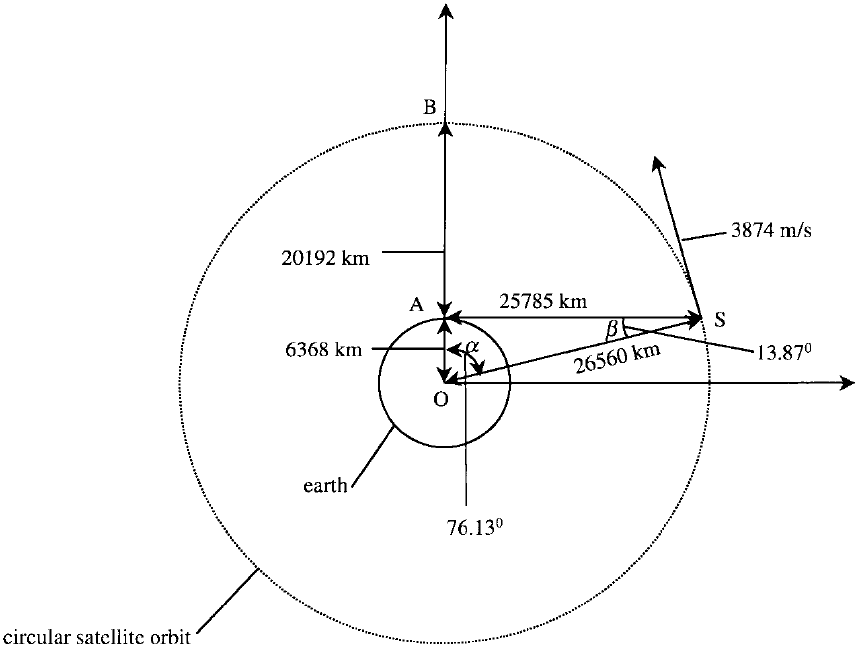 B
3874 m/s
20192 km
A
25785 km
S
β
6368 km
α
13.87⁰
26560 km
O
earth
76.13⁰
circular satellite orbit